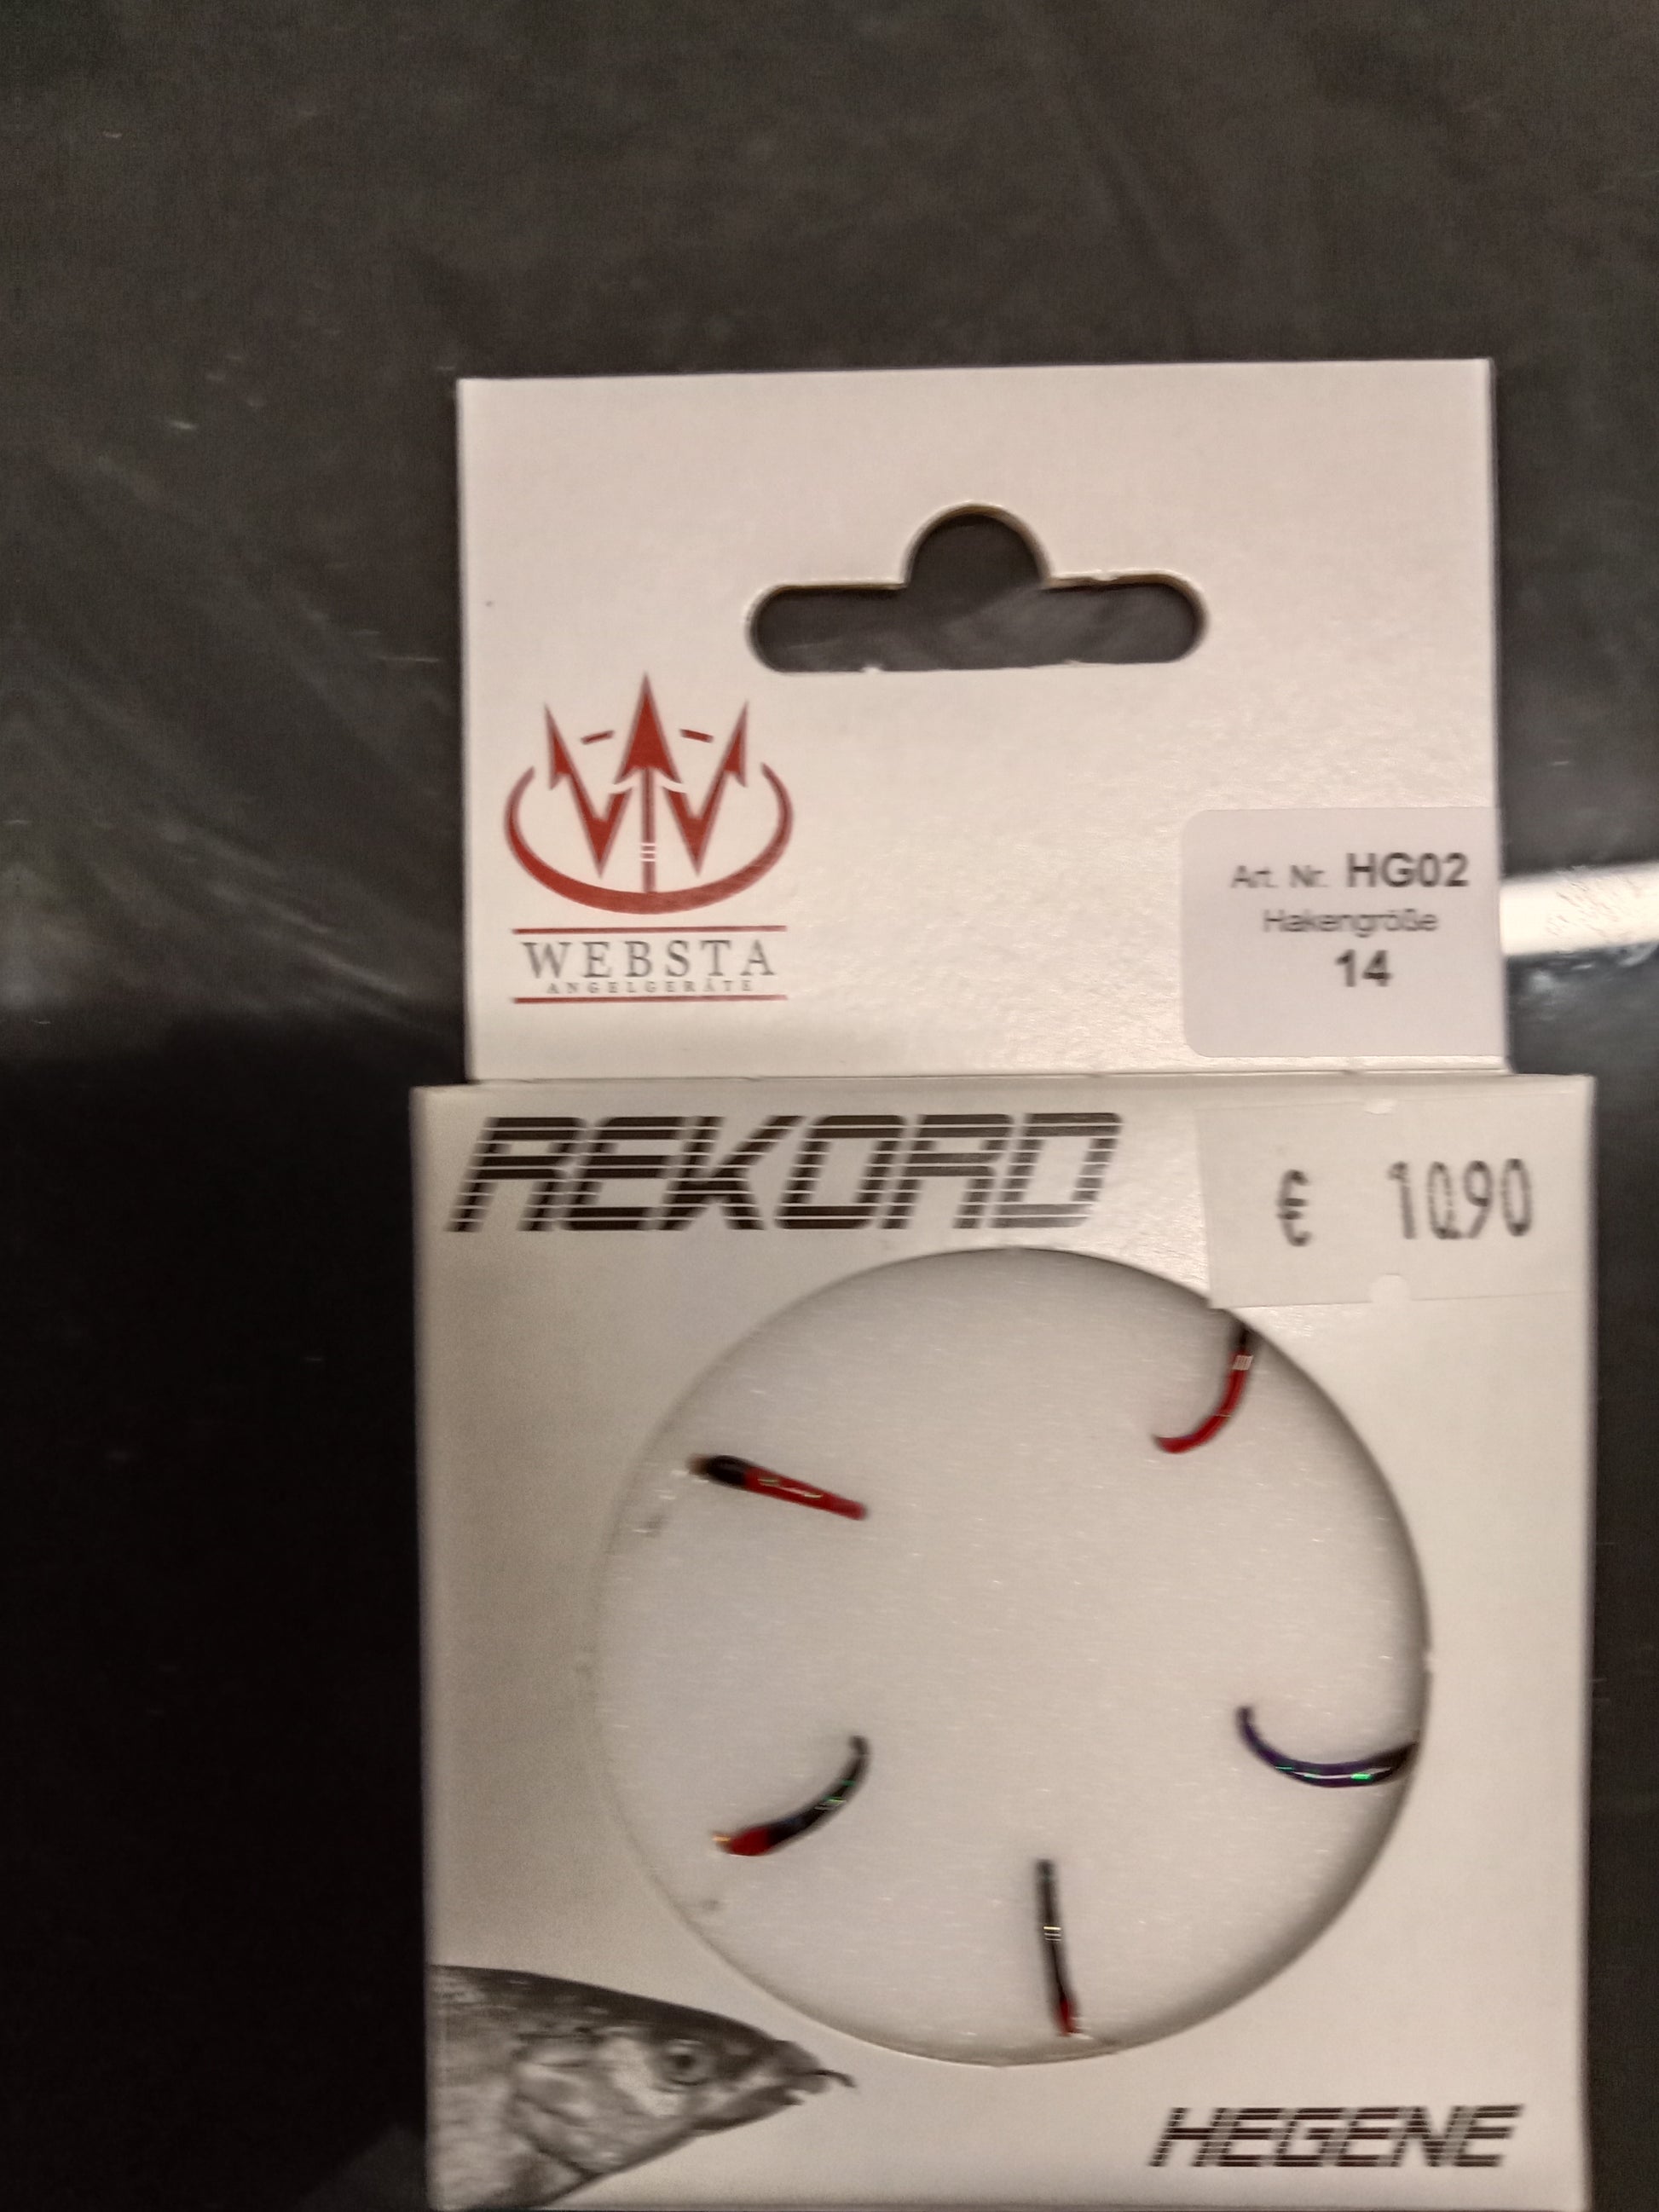 WEBSTA
ANGELGERÄTE
Art. Nr. HG02
Hakengröße
14
REKORD
€ 10.90
HEGENE